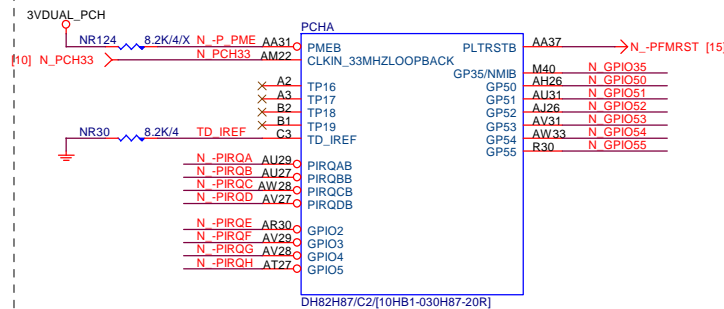 3VDUAL_PCH
PCHA
NR124 8.2K/4/X N_-P_PME AA31 PMEB PLTRSTB AA37 N_-PFMRST [15]
[10] N_PCH33 N_PCH33 AM22 CLKIN_33MHZLOOPBACK
GP35/NMIB M40 N_GPIO35
A2 TP16 GP50 AH26 N_GPIO50
A3 TP17 GP51 AU31 N_GPIO51
B2 TP18 GP52 AJ26 N_GPIO52
B1 TP19 GP53 AV31 N_GPIO53
NR30 8.2K/4 TD_IREF C3 TD_IREF GP54 AW33 N_GPIO54
GP55 R30 N_GPIO55
N_-PIRQA AU29 PIRQAB
N_-PIRQB AU27 PIRQBB
N_-PIRQC AW28 PIRQCB
N_-PIRQD AV27 PIRQDB
N_-PIRQE AR30 GPIO2
N_-PIRQF AV29 GPIO3
N_-PIRQG AV28 GPIO4
N_-PIRQH AT27 GPIO5
DH82H87/C2/[10HB1-030H87-20R]